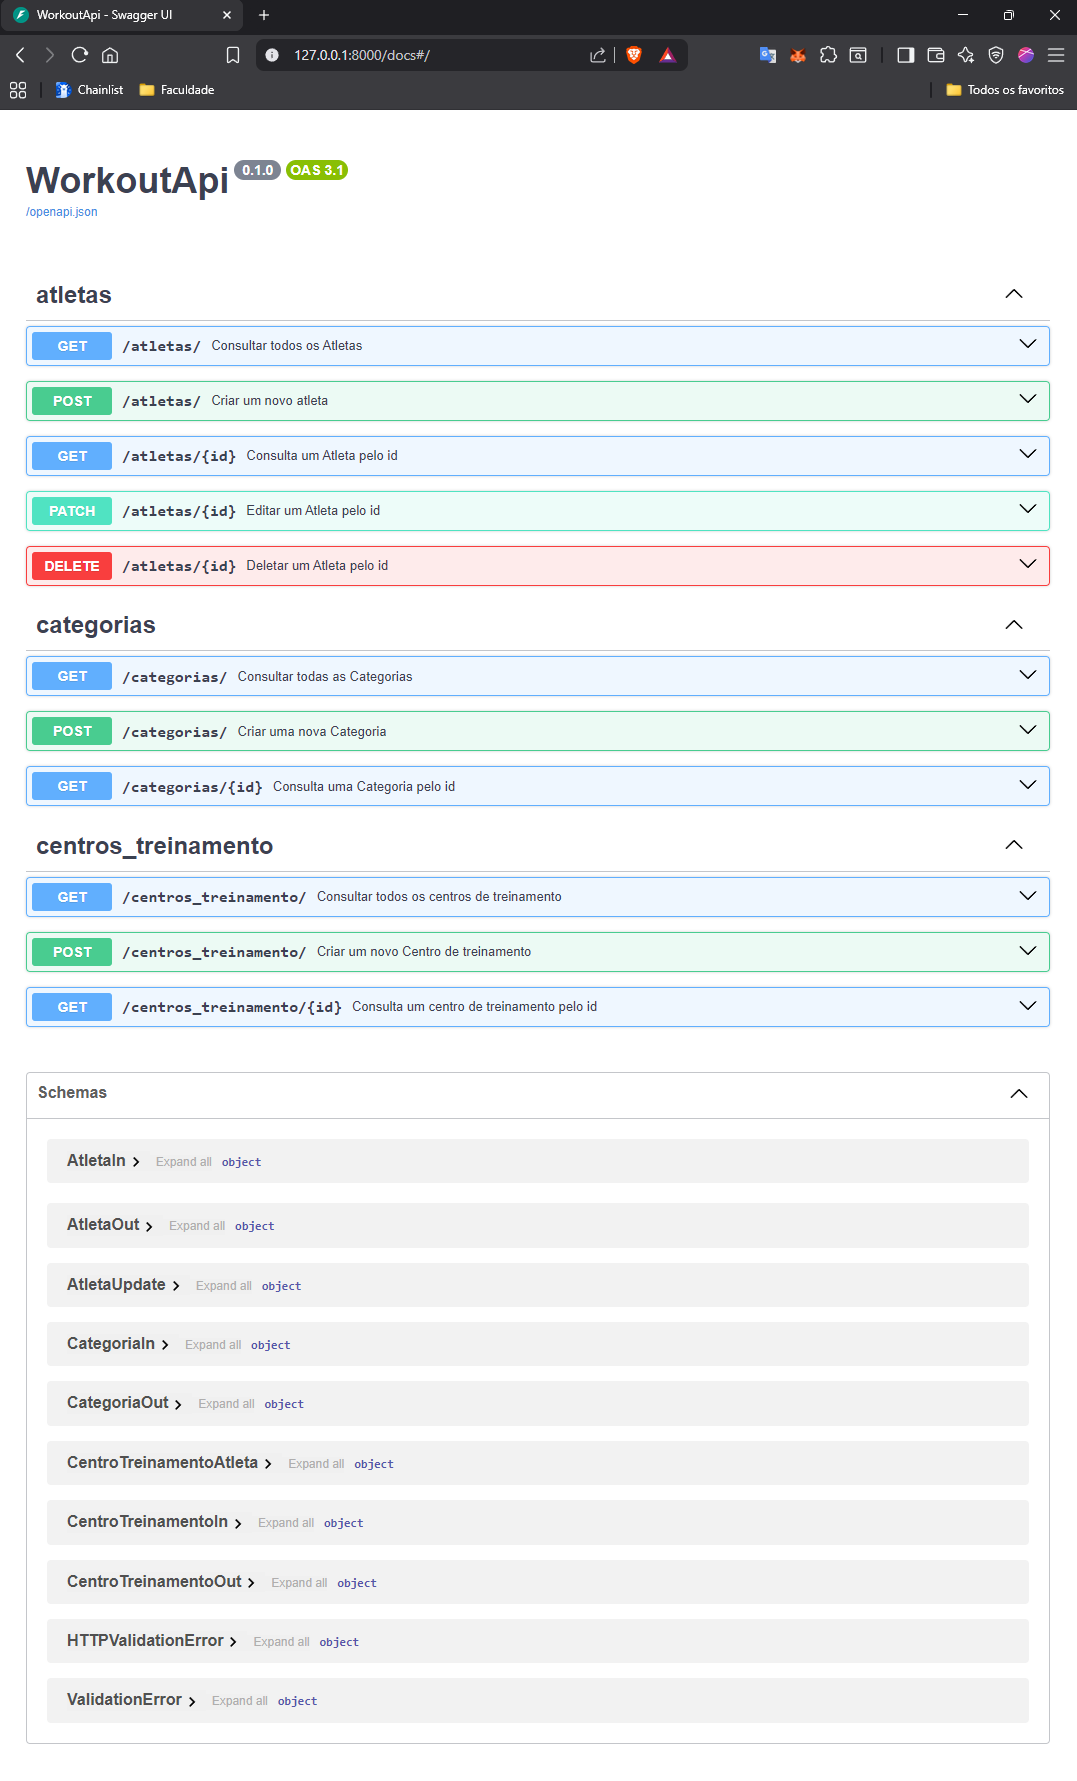 WorkoutApi - Swagger UI
127.0.0.1:8000/docs#/
Chainlist
Faculdade
Todos os favoritos
WorkoutApi 0.1.0 OAS 3.1
/openapi.json
atletas
GET /atletas/ Consultar todos os Atletas
POST /atletas/ Criar um novo atleta
GET /atletas/{id} Consulta um Atleta pelo id
PATCH /atletas/{id} Editar um Atleta pelo id
DELETE /atletas/{id} Deletar um Atleta pelo id
categorias
GET /categorias/ Consultar todas as Categorias
POST /categorias/ Criar uma nova Categoria
GET /categorias/{id} Consulta uma Categoria pelo id
centros_treinamento
GET /centros_treinamento/ Consultar todos os centros de treinamento
POST /centros_treinamento/ Criar um novo Centro de treinamento
GET /centros_treinamento/{id} Consulta um centro de treinamento pelo id
Schemas
AtletaIn Expand all object
AtletaOut Expand all object
AtletaUpdate Expand all object
CategoriaIn Expand all object
CategoriaOut Expand all object
CentroTreinamentoAtleta Expand all object
CentroTreinamentoIn Expand all object
CentroTreinamentoOut Expand all object
HTTPValidationError Expand all object
ValidationError Expand all object